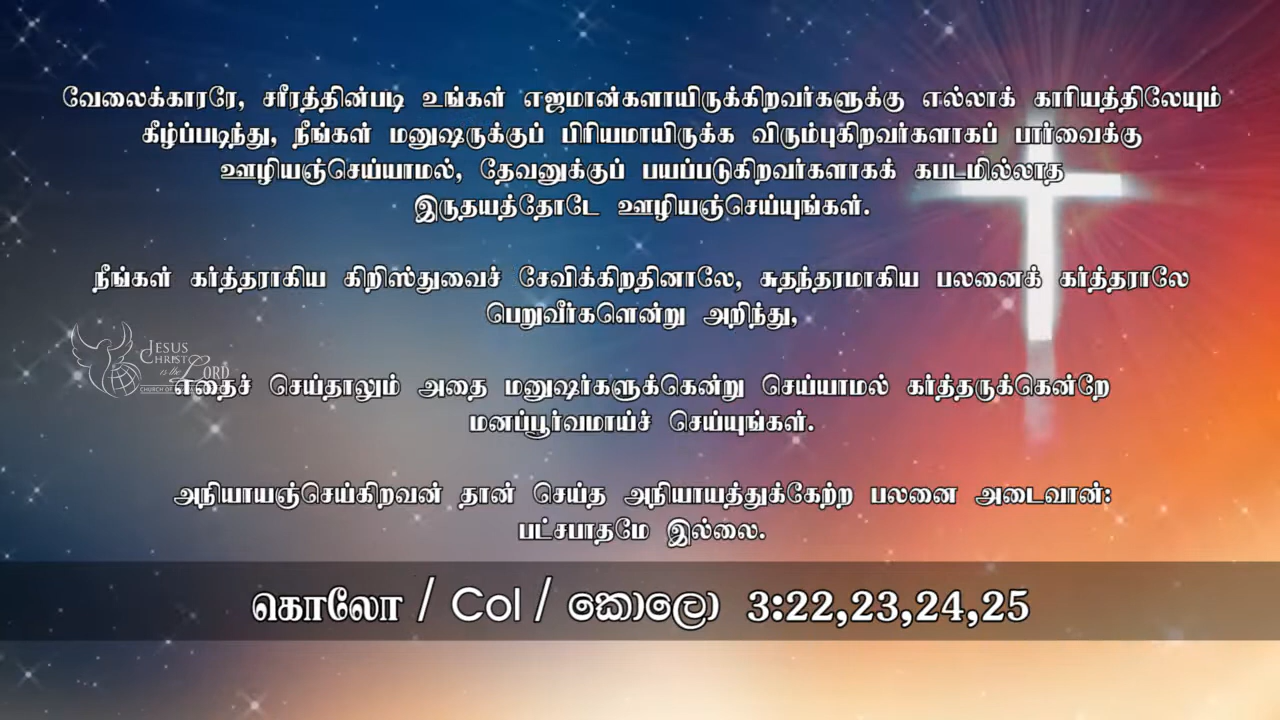 வேலைக்காரரே, சரீரத்தின்படி உங்கள் எஜமான்களாயிருக்கிறவர்களுக்கு எல்லாக் காரியத்திலேயும்
கீழ்ப்படிந்து, நீங்கள் மனுஷருக்குப் பிரியமாயிருக்க விரும்புகிறவர்களாகப் பார்வைக்கு
ஊழியஞ்செய்யாமல், தேவனுக்குப் பயப்படுகிறவர்களாகக் கபடமில்லாத
இருதயத்தோடே ஊழியஞ்செய்யுங்கள்.
நீங்கள் கர்த்தராகிய கிறிஸ்துவைச் சேவிக்கிறதினாலே, சுதந்தரமாகிய பலனைக் கர்த்தராலே
பெறுவீர்களென்று அறிந்து,
JESUS
CHRIST
is the LORD
CHURCH OF
எதைச் செய்தாலும் அதை மனுஷர்களுக்கென்று செய்யாமல் கர்த்தருக்கென்றே
மனப்பூர்வமாய்ச் செய்யுங்கள்.
அநியாயஞ்செய்கிறவன் தான் செய்த அநியாயத்துக்கேற்ற பலனை அடைவான்:
பட்சபாதமே இல்லை.
கொலோ / Col / කොලො 3:22,23,24,25